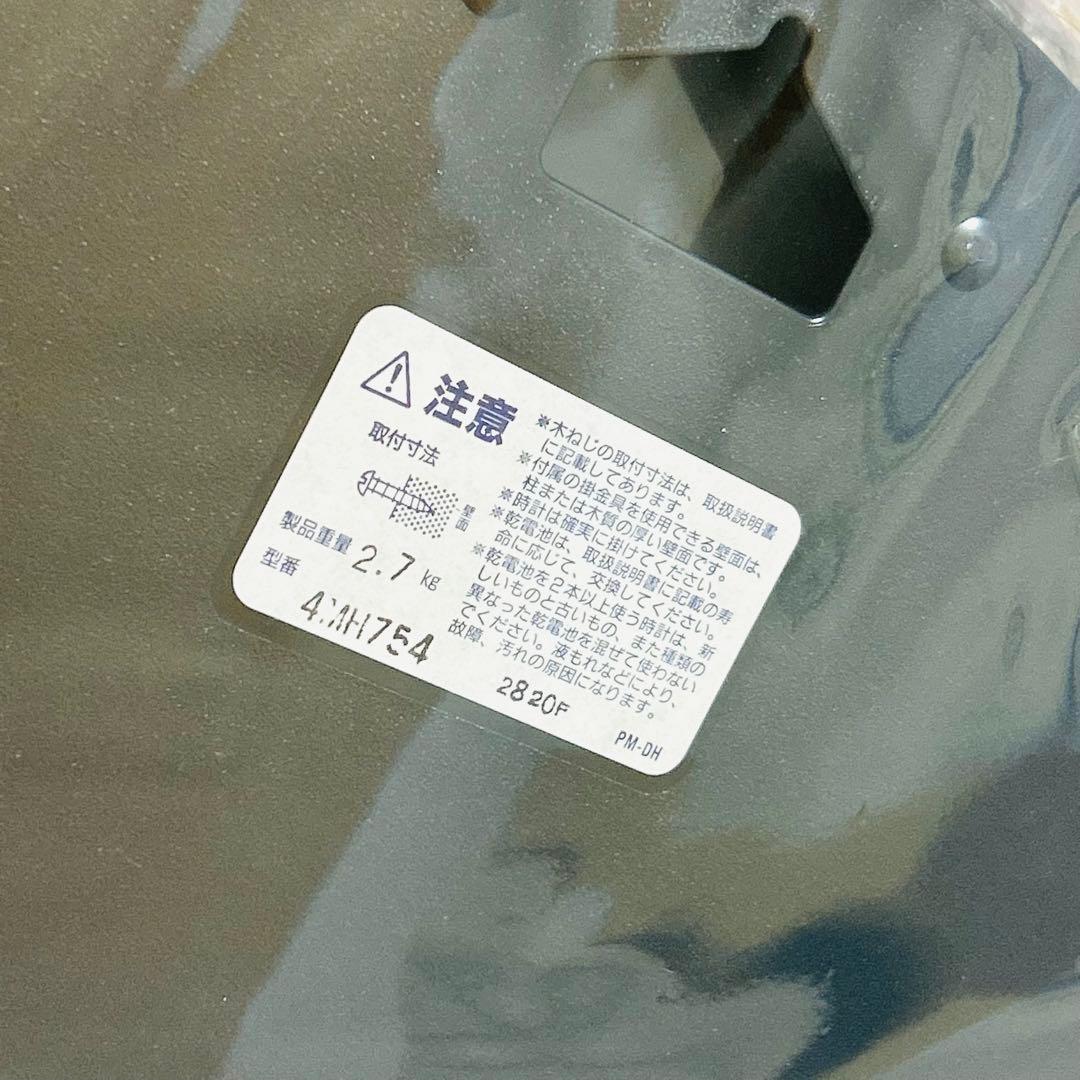 注意
取付寸法
壁面
製品重量 2.7 KG
型番
4MH754
※木ねじの取付寸法は、取扱説明書
に記載してあります。
※付属の掛金具を使用できる壁面は、
柱または木質の厚い壁面です。
※時計は確実に掛けてください。
※乾電池は、取扱説明書に記載の寿
命に応じて、交換してください。
※乾電池を2本以上使う時計は、新
しいものと古いもの、また種類の
異なった乾電池を混ぜて使わない
でください。液もれなどにより、
故障、汚れの原因になります。
2820F
PM-DH